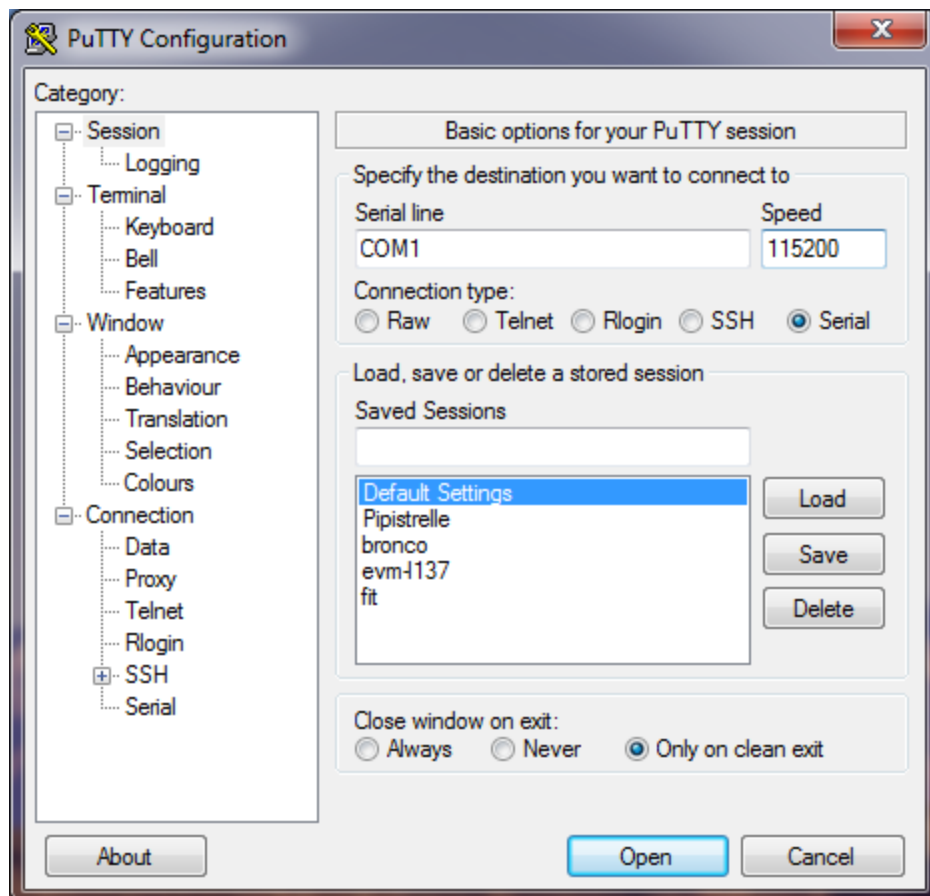 PuTTY Configuration
Category:
Session
Logging
Terminal
Keyboard
Bell
Features
Window
Appearance
Behaviour
Translation
Selection
Colours
Connection
Data
Proxy
Telnet
Rlogin
SSH
Serial
Basic options for your PuTTY session
Specify the destination you want to connect to
Serial line Speed
COM1 115200
Connection type:
Raw Telnet Rlogin SSH Serial
Load, save or delete a stored session
Saved Sessions
Default Settings
Pipistrelle
bronco
evm-l137
fit
Load
Save
Delete
Close window on exit:
Always Never Only on clean exit
About Open Cancel